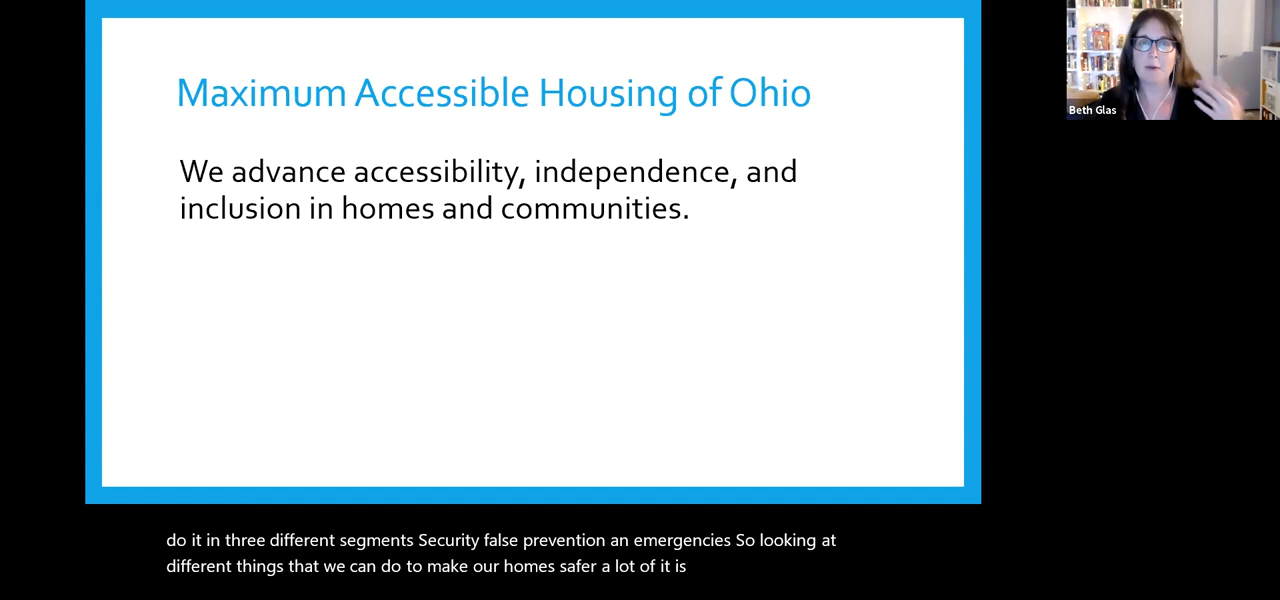 Maximum Accessible Housing of Ohio
We advance accessibility, independence, and
inclusion in homes and communities.
Beth Glas
do it in three different segments Security false prevention an emergencies So looking at
different things that we can do to make our homes safer a lot of it is